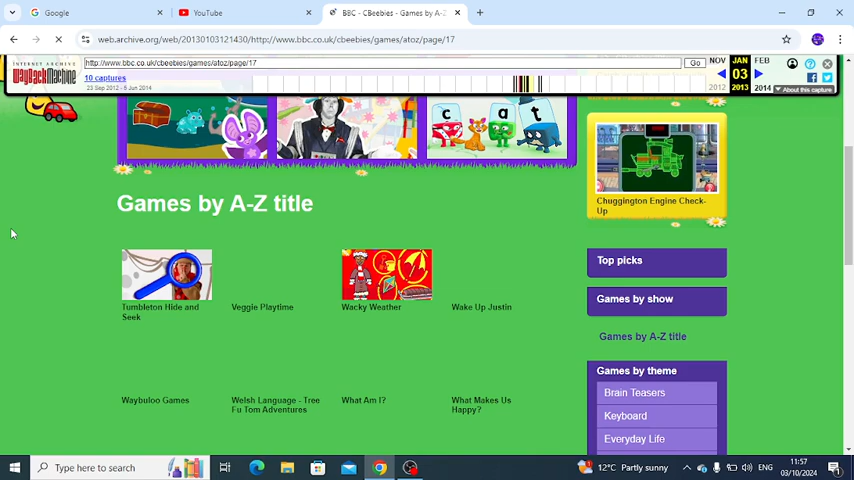 Google
YouTube
BBC - CBeebies - Games by A-Z
web.archive.org/web/20130103121430/http://www.bbc.co.uk/cbeebies/games/atoz/page/17
INTERNET ARCHIVE
WayBackMachine
http://www.bbc.co.uk/cbeebies/games/atoz/page/17
Go
NOV JAN FEB
10 captures
03
23 Sep 2012 - 5 Jun 2014
2012 2013 2014
About this capture
c a t
Chuggington Engine Check-
Up
Games by A-Z title
Top picks
Games by show
Tumbleton Hide and
Seek
Veggie Playtime
Wacky Weather
Wake Up Justin
Games by A-Z title
Games by theme
Brain Teasers
Keyboard
Everyday Life
Waybuloo Games
Welsh Language - Tree
Fu Tom Adventures
What Am I?
What Makes Us
Happy?
Type here to search
1
12°C Partly sunny
ENG
11:57
03/10/2024
1